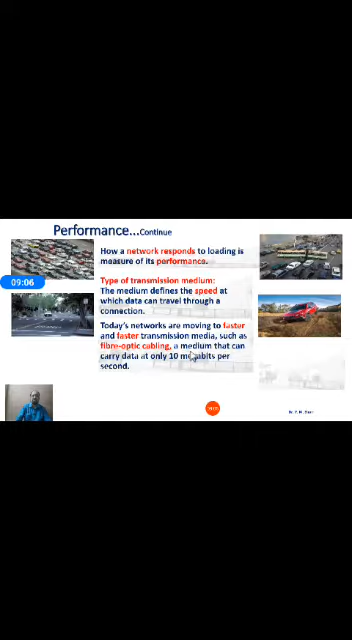 Performance...Continue
How a network responds to loading is
measure of its performance.
09:06
Type of transmission medium:
The medium defines the speed at
which data can travel through a
connection.
Today's networks are moving to faster
and faster transmission media, such as
fibre-optic cabling, a medium that can
carry data at only 10 megabits per
second.